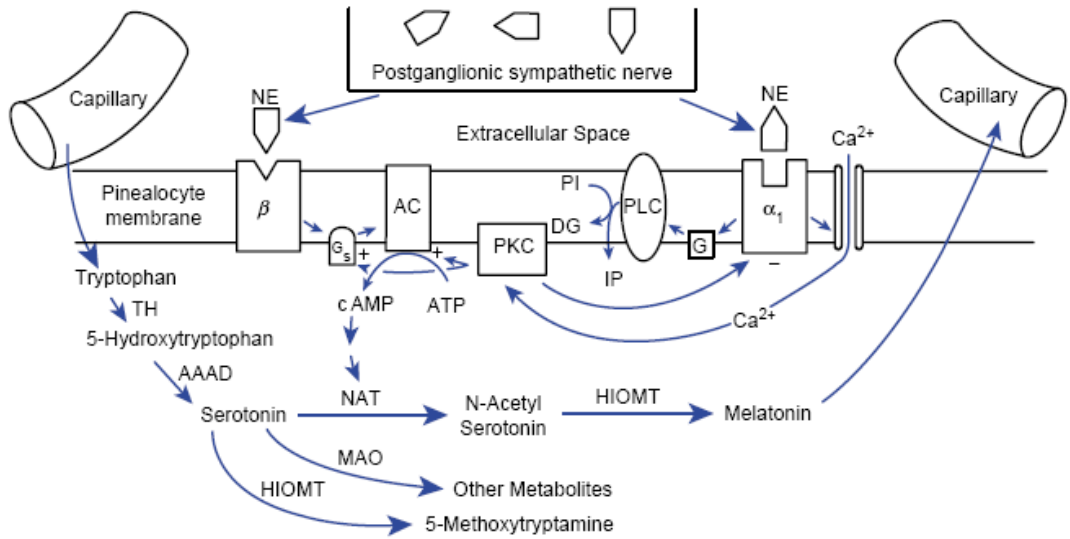 Postganglionic sympathetic nerve
Capillary
NE
NE
Capillary
Extracellular Space
Ca2+
Pinealocyte
membrane
β
AC
PI
PLC
α1
DG
Gs
+
+
PKC
G
−
IP
Tryptophan
cAMP
ATP
TH
Ca2+
5-Hydroxytryptophan
AAAD
NAT
N-Acetyl
Serotonin
HIOMT
Serotonin
Melatonin
MAO
HIOMT
Other Metabolites
5-Methoxytryptamine